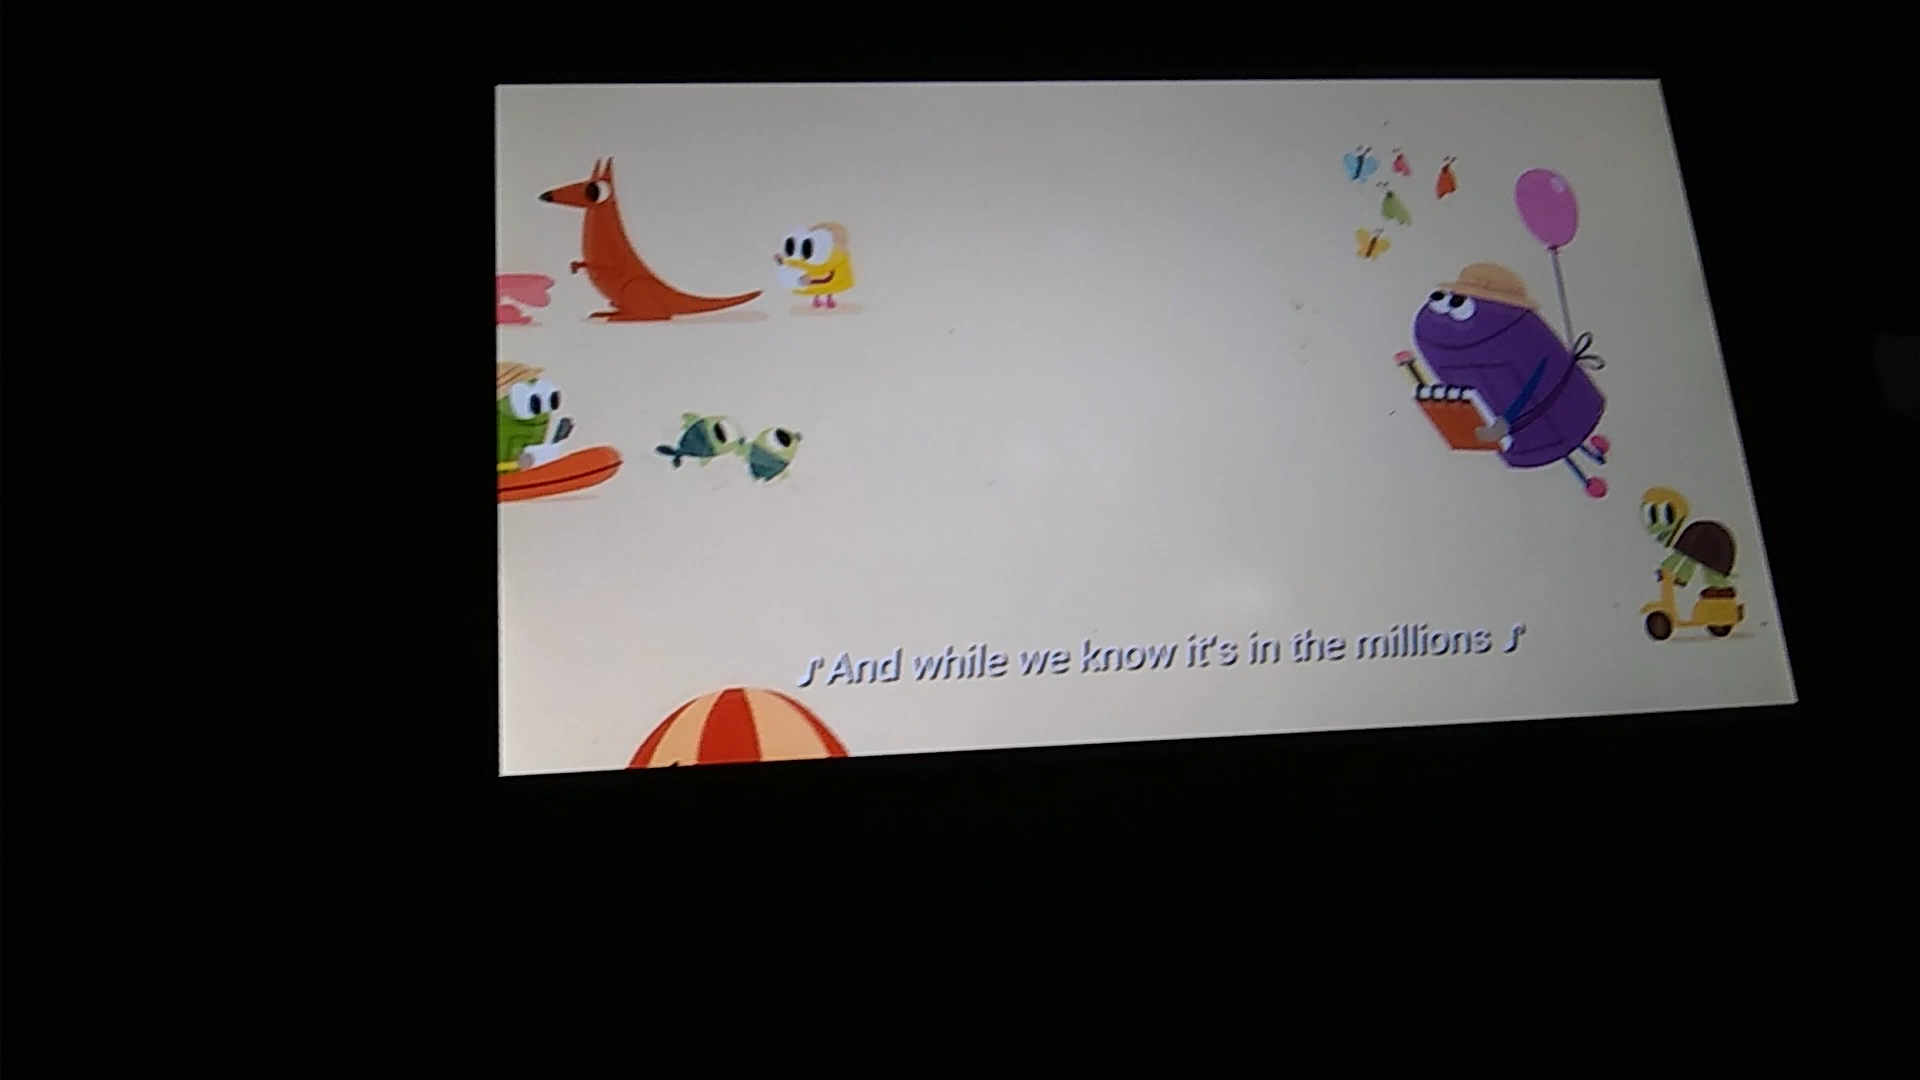 ♪ And while we know it's in the millions ♪